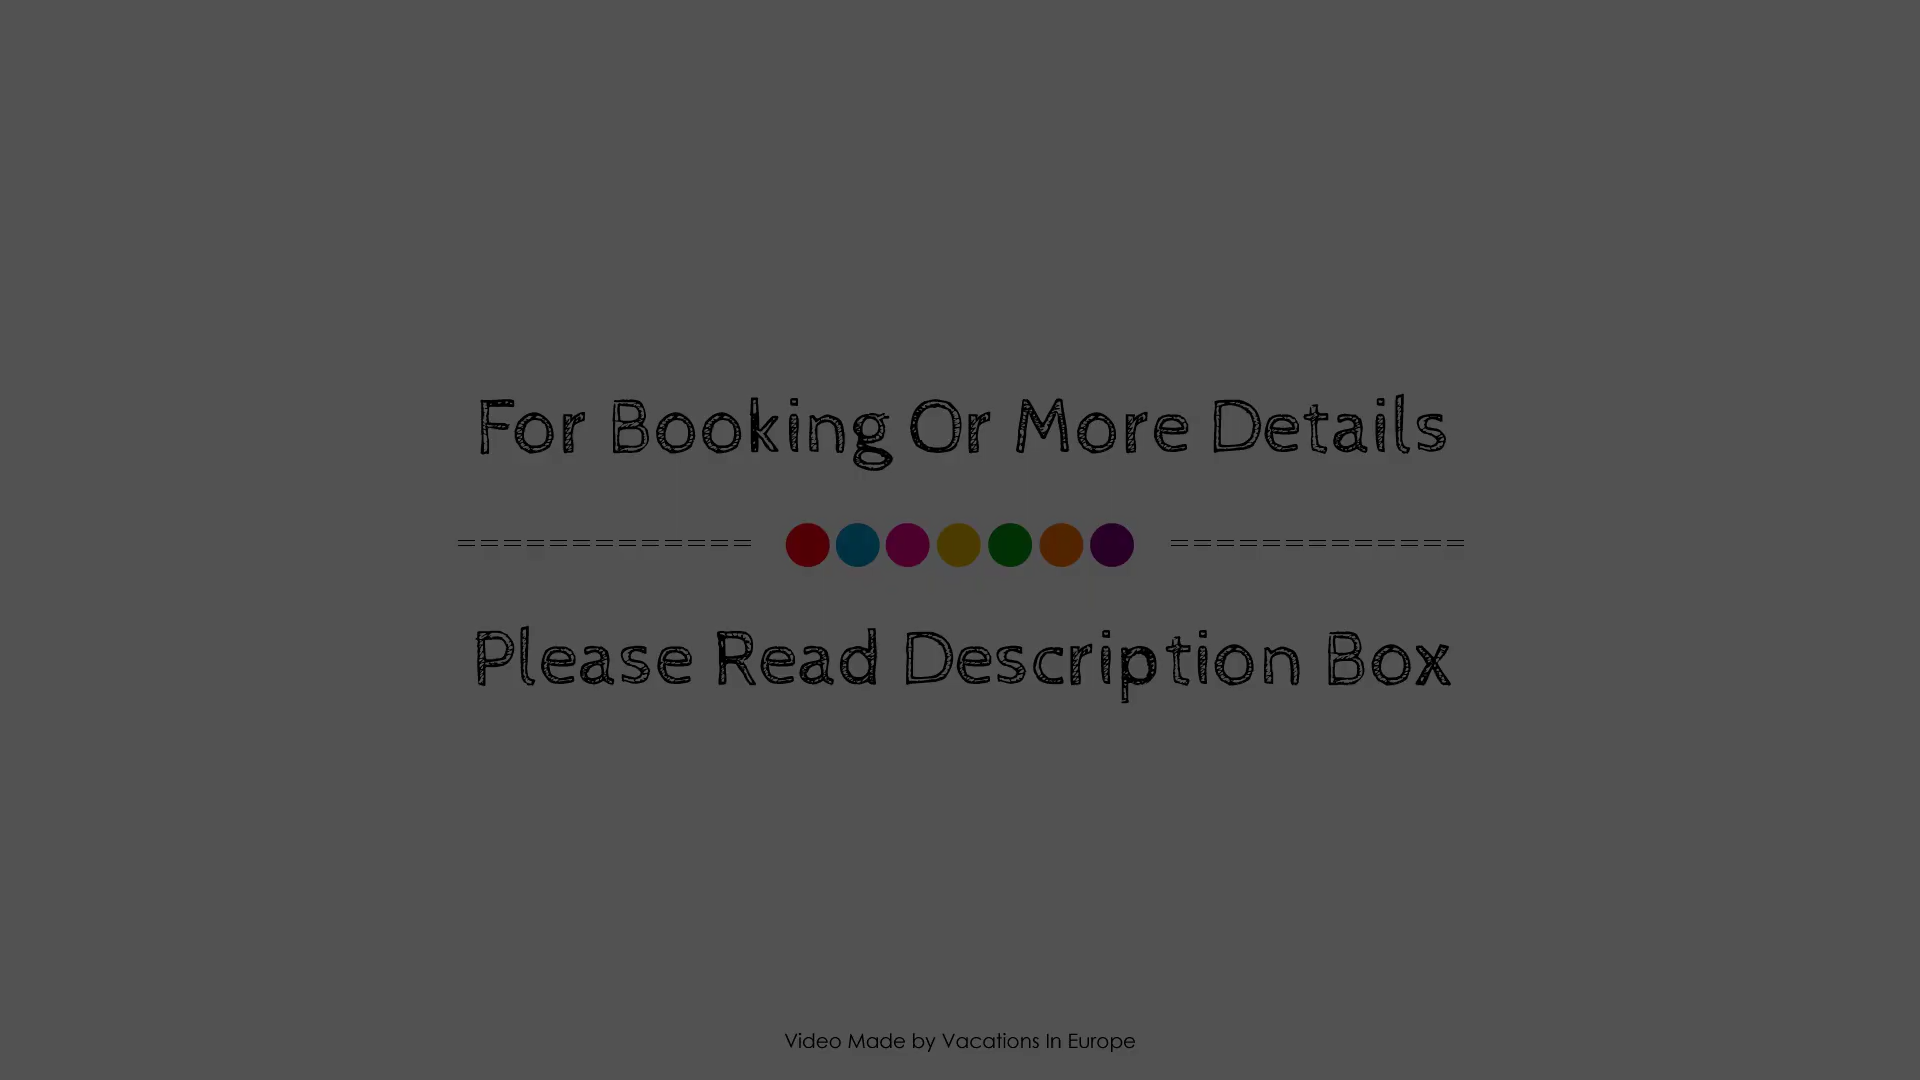 For Booking Or More Details
============= =============
Please Read Description Box
Video Made by Vacations In Europe